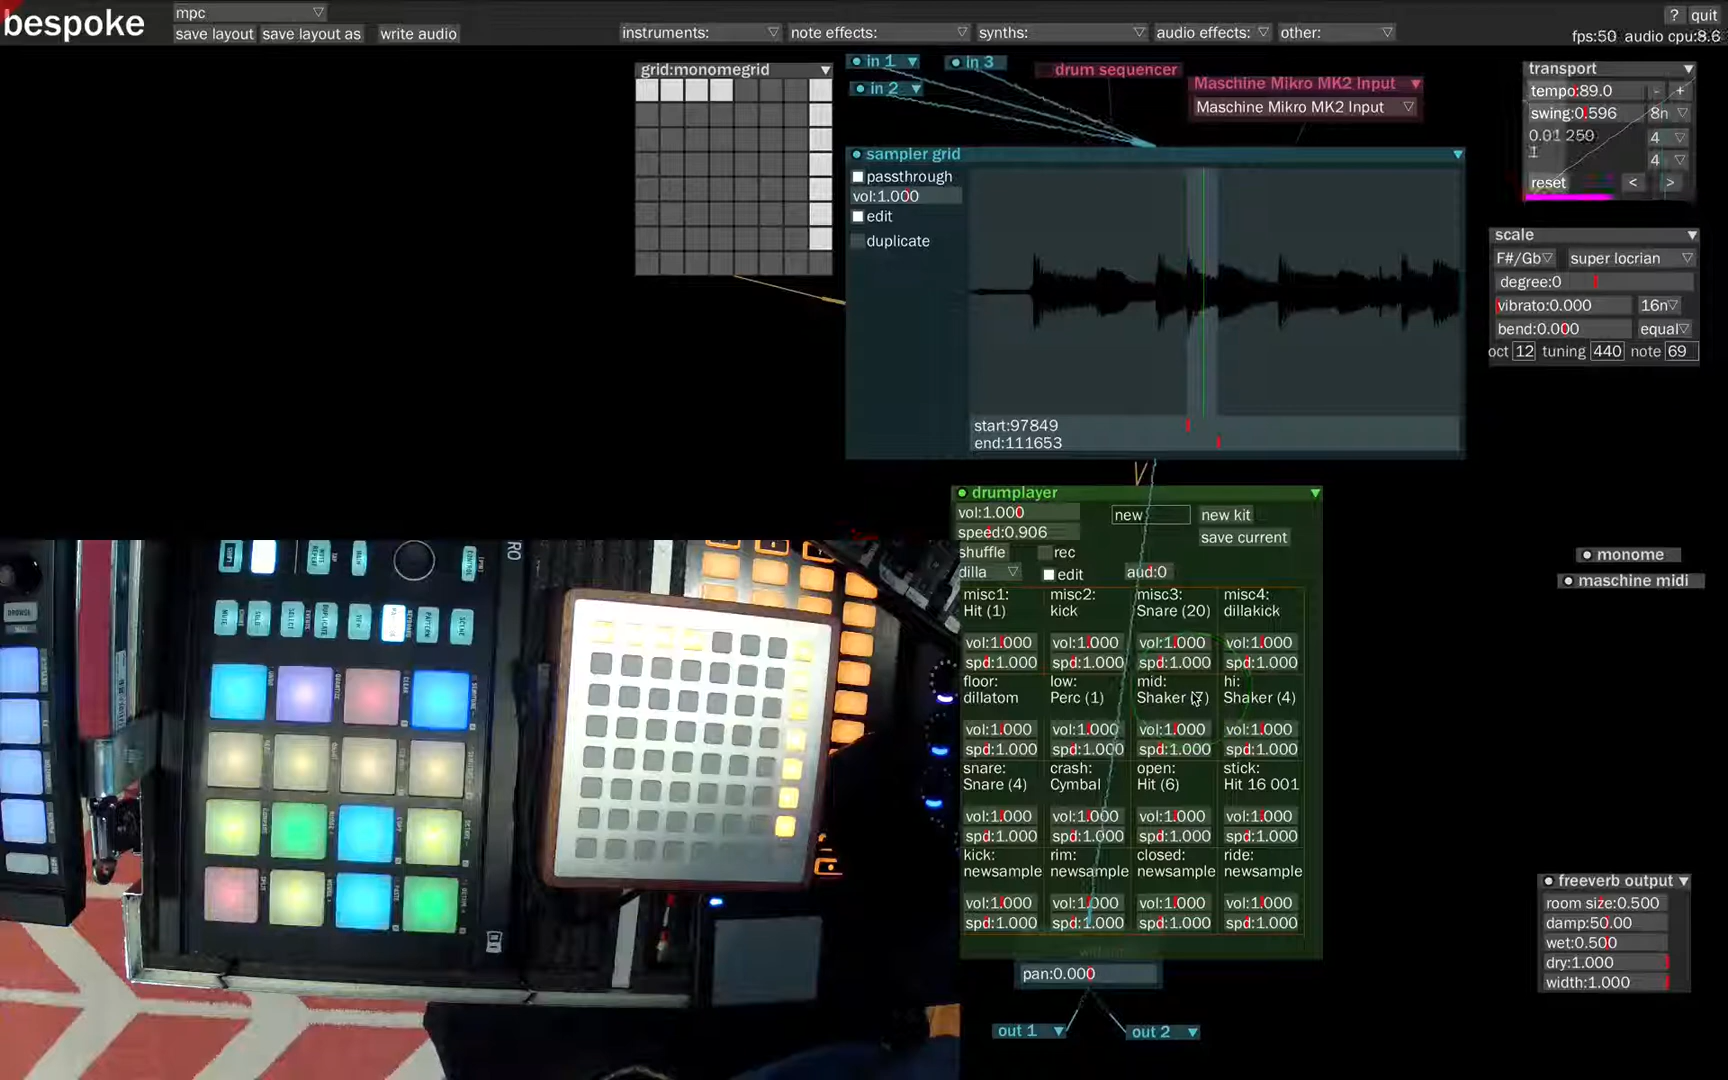 bespoke
mpc
save layout
save layout as
write audio
instruments:
note effects:
synths:
audio effects:
other:
?
quit
fps:50 audio cpu:8.6
grid:monomegrid
in 1
in 2
in 3
drum sequencer
Maschine Mikro MK2 Input
Maschine Mikro MK2 Input
sampler grid
passthrough
vol:1.000
edit
duplicate
start:97849
end:111653
transport
tempo:89.0
- +
swing:0.596
8n
4
4
reset
< >
scale
F#/Gb
super locrian
degree:0
vibrato:0.000
16n
bend:0.000
equal
oct 12 tuning 440 note 69
drumplayer
vol:1.000
new
new kit
speed:0.906
save current
shuffle
rec
dilla
edit
aud:0
misc1: misc2: misc3: misc4:
Hit (1) kick Snare (20) dillakick
vol:1.000 vol:1.000 vol:1.000 vol:1.000
spd:1.000 spd:1.000 spd:1.000 spd:1.000
floor: low: mid: hi:
dillatom Perc (1) Shaker Shaker (4)
vol:1.000 vol:1.000 vol:1.000 vol:1.000
spd:1.000 spd:1.000 spd:1.000 spd:1.000
snare: crash: open: stick:
Snare (4) Cymbal Hit (6) Hit 16 001
vol:1.000 vol:1.000 vol:1.000 vol:1.000
spd:1.000 spd:1.000 spd:1.000 spd:1.000
kick: rim: closed: ride:
newsample newsample newsample newsample
vol:1.000 vol:1.000 vol:1.000 vol:1.000
spd:1.000 spd:1.000 spd:1.000 spd:1.000
pan:0.000
out 1
out 2
monome
maschine midi
freeverb output
room size:0.500
damp:50.00
wet:0.500
dry:1.000
width:1.000